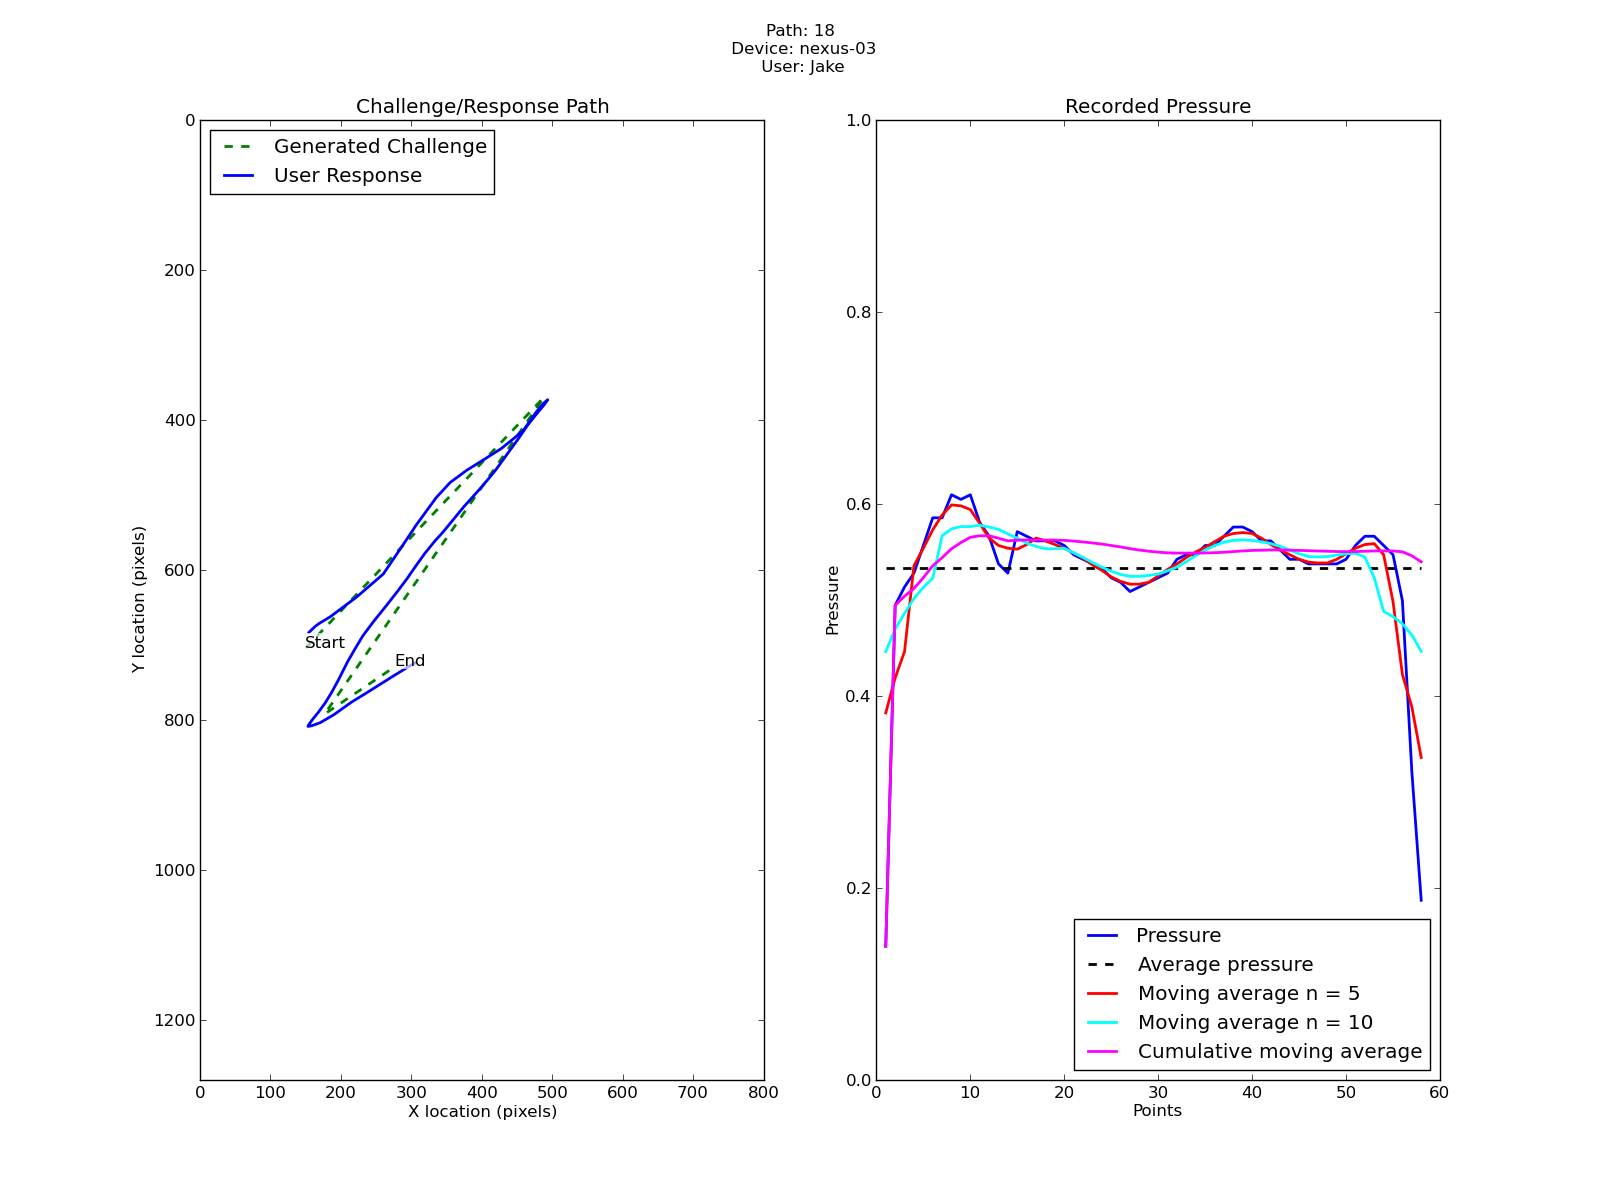 Path: 18
Device: nexus-03
User: Jake
Challenge/Response Path
Generated Challenge
User Response
0
200
400
600
800
1000
1200
Y location (pixels)
Start
End
0 100 200 300 400 500 600 700 800
X location (pixels)
Recorded Pressure
1.0
0.8
0.6
0.4
0.2
0.0
Pressure
Pressure
Average pressure
Moving average n = 5
Moving average n = 10
Cumulative moving average
0 10 20 30 40 50 60
Points